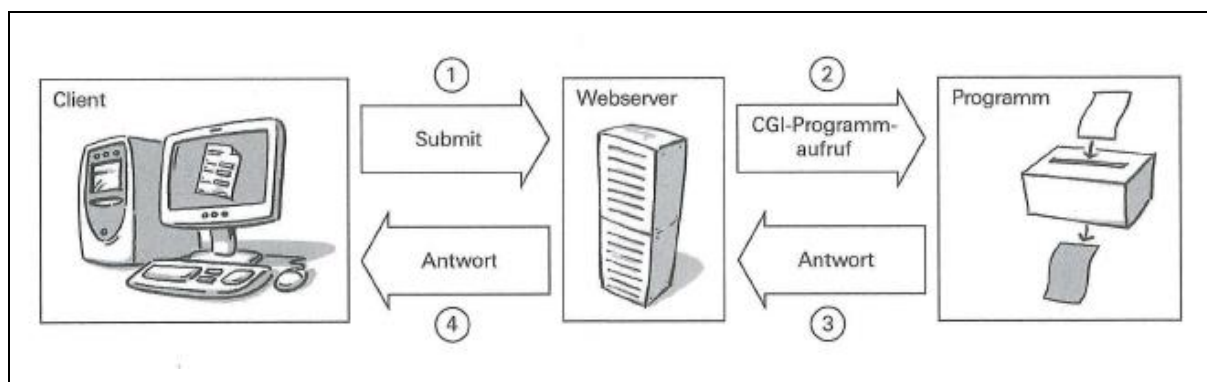 Client
1
Submit
Webserver
2
CGI-Programm-
aufruf
Programm
Antwort
4
Antwort
3